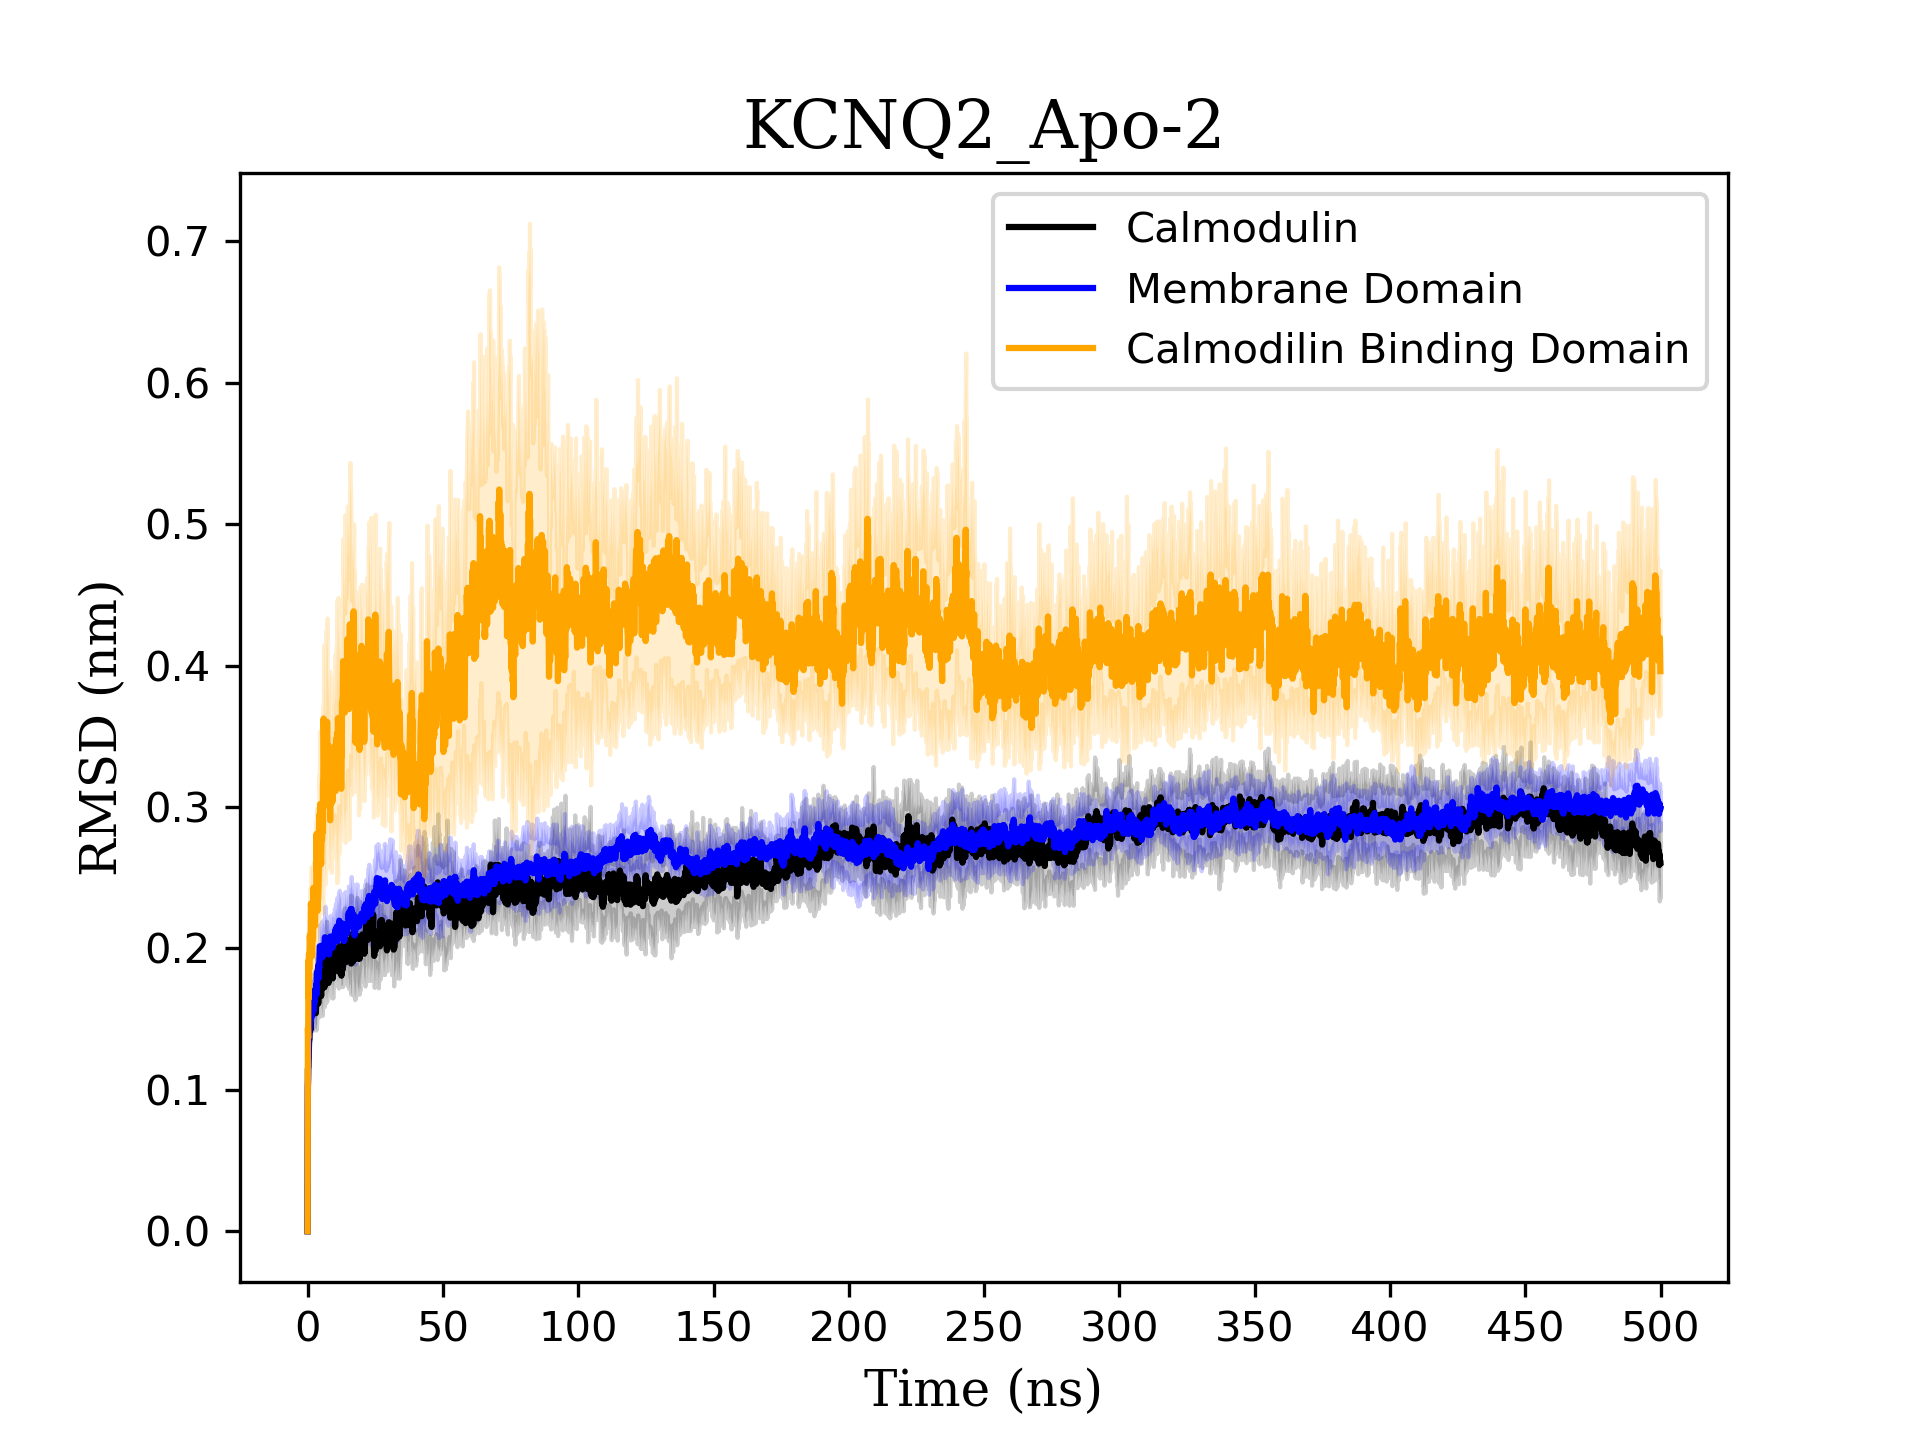 KCNQ2_Apo-2
Calmodulin
Membrane Domain
Calmodilin Binding Domain
RMSD (nm)
0.7
0.6
0.5
0.4
0.3
0.2
0.1
0.0
0 50 100 150 200 250 300 350 400 450 500
Time (ns)